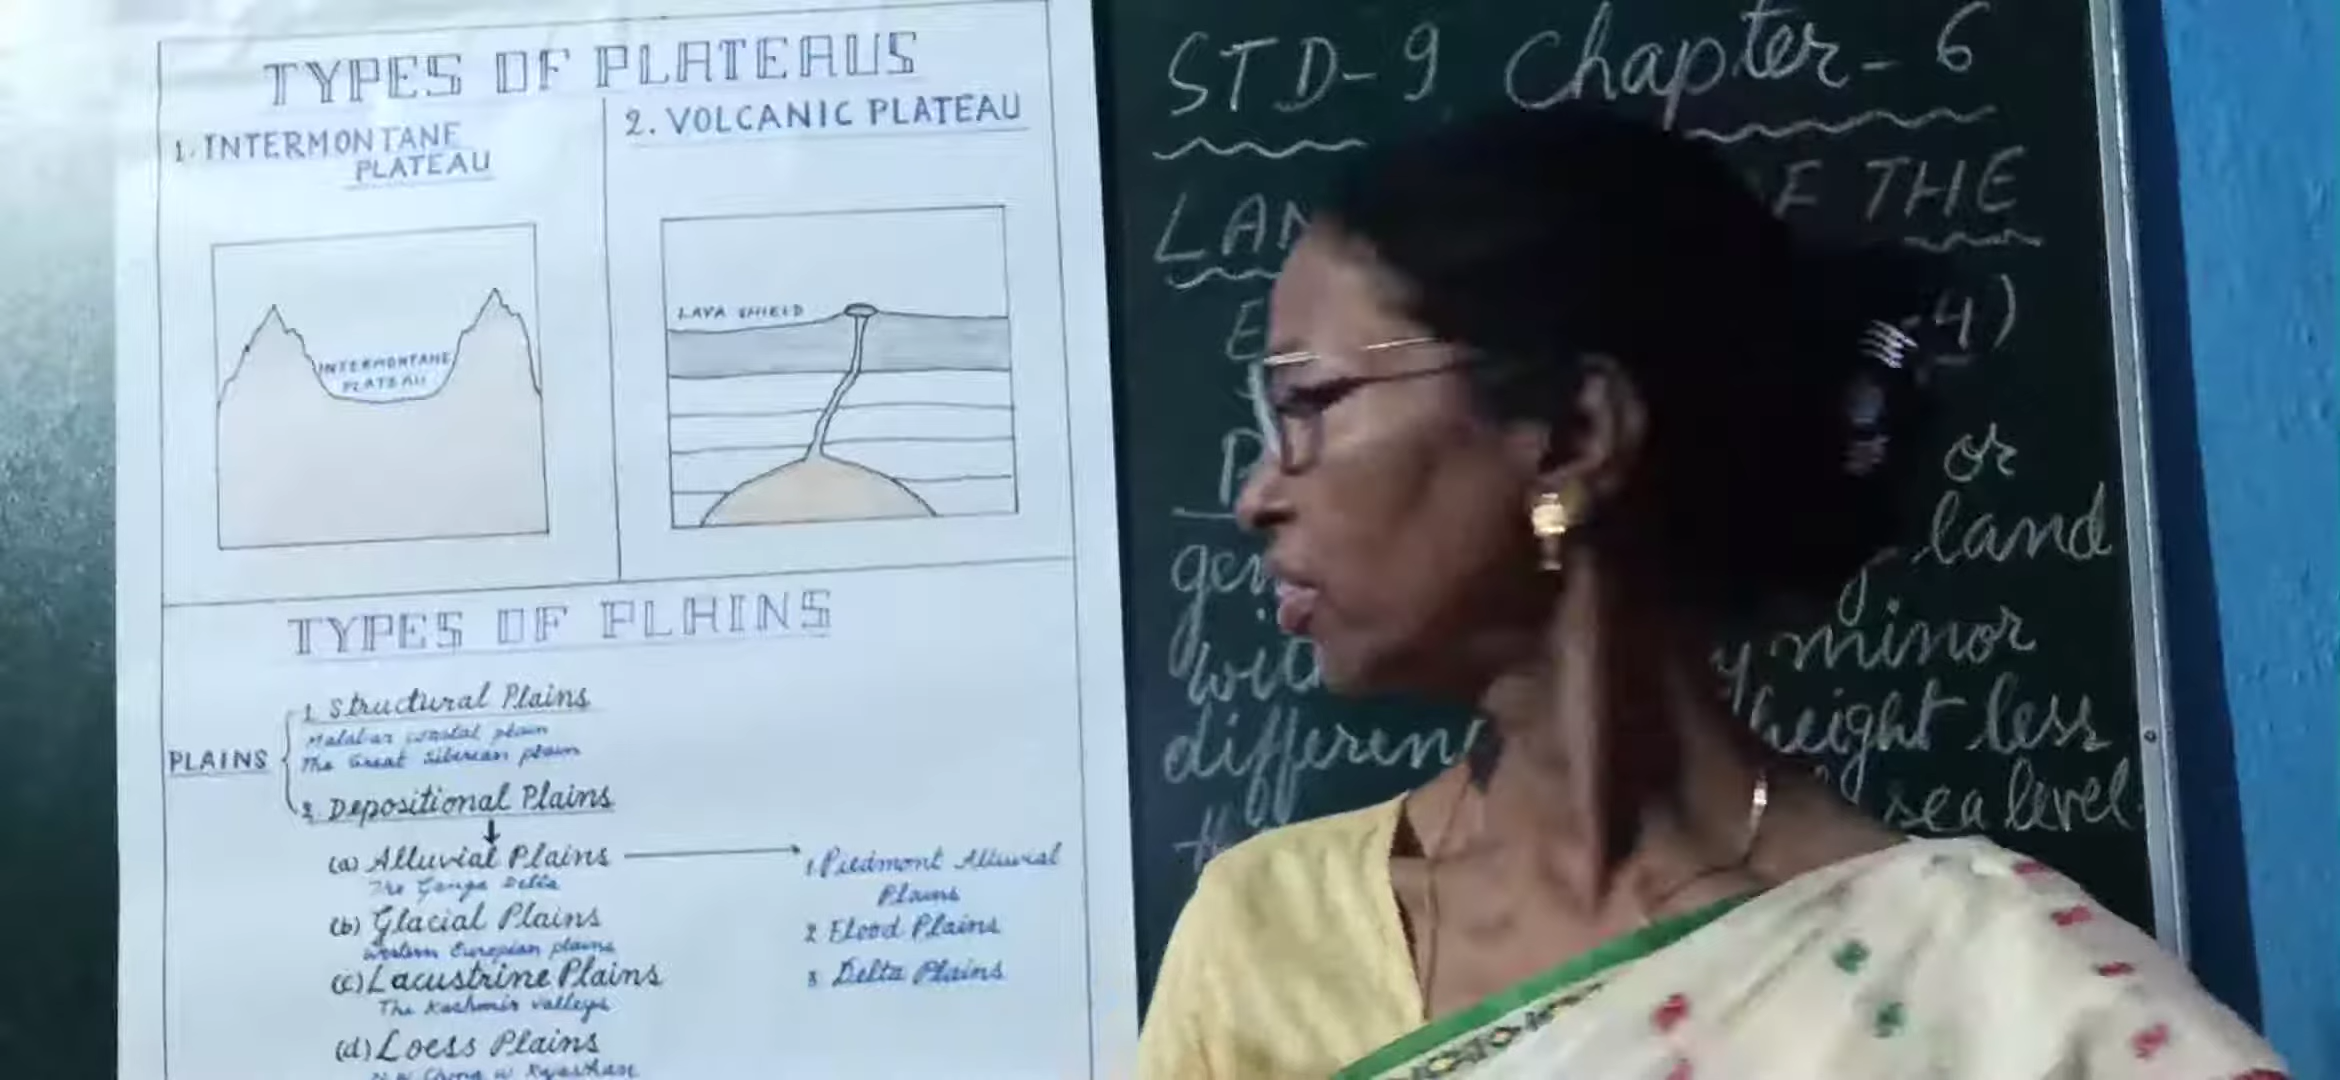 TYPES OF PLATEAUS
1. INTERMONTANE
PLATEAU
2. VOLCANIC PLATEAU
INTERMONTANE
PLATEAU
LAVA SHIELD
TYPES OF PLAINS
PLAINS
1. Structural Plains
Malabar coastal plain
The Great Siberian plain
2. Depositional Plains
(a) Alluvial Plains
The Ganga Delta
(b) Glacial Plains
Western European plains
(c) Lacustrine Plains
The Kashmir valleys
(d) Loess Plains
1. Piedmont Alluvial
Plains
2 Flood Plains
3 Delta Plains
STD-9 Chapter-6
THE
4)
or
land
minor
height less
sea level